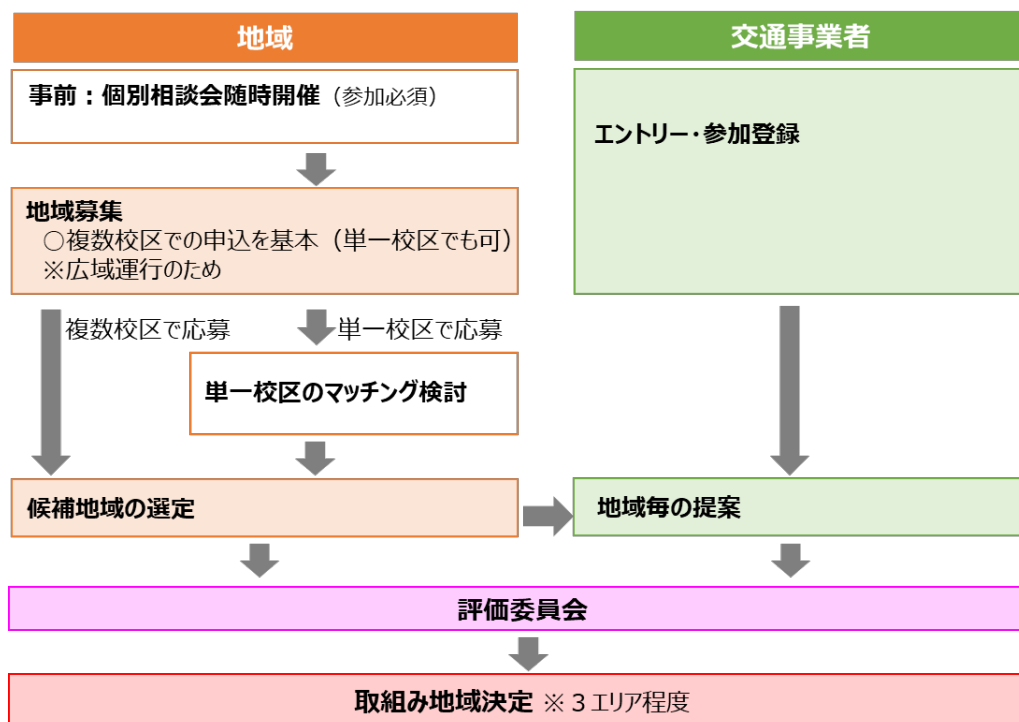 地域
事前：個別相談会随時開催（参加必須）
地域募集
○複数校区での申込を基本（単一校区でも可）
※広域運行のため
複数校区で応募
単一校区で応募
単一校区のマッチング検討
候補地域の選定
交通事業者
エントリー・参加登録
地域毎の提案
評価委員会
取組み地域決定 ※３エリア程度